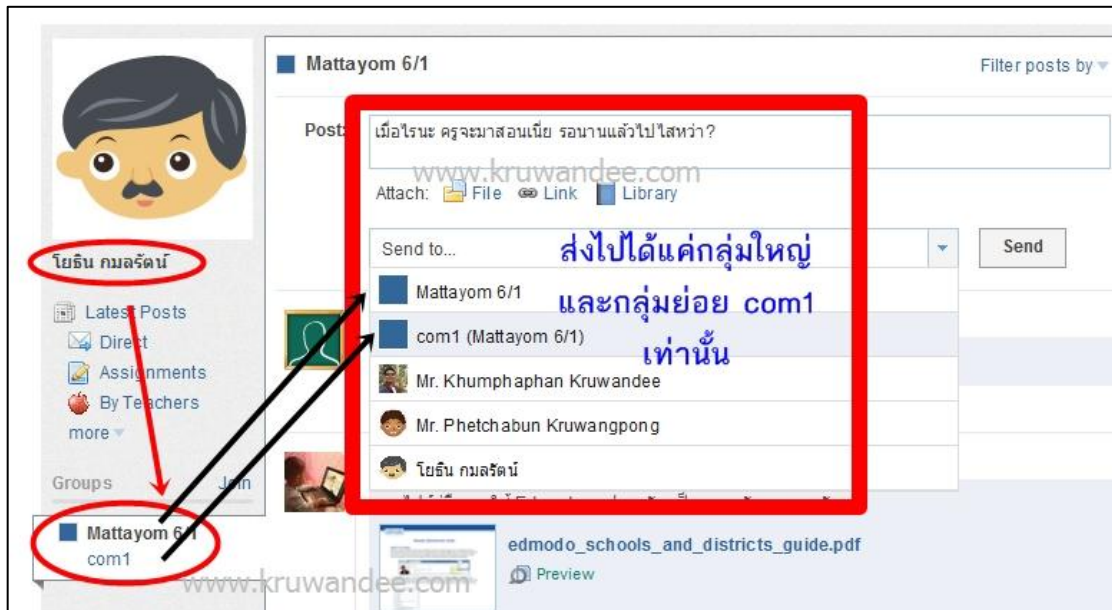 Mattayom 6/1
Filter posts by
Post:
เมื่อไรนะ ครูจะมาสอนเนี่ย รอนานแล้วไปไสหว่า?
www.kruwandee.com
Attach: File Link Library
Send to...
Send
ส่งไปได้แค่กลุ่มใหญ่
และกลุ่มย่อย com1
เท่านั้น
Mattayom 6/1
com1 (Mattayom 6/1)
Mr. Khumphaphan Kruwandee
Mr. Phetchabun Kruwangpong
โยธิน กมลรัตน์
โยธิน กมลรัตน์
Latest Posts
Direct
Assignments
By Teachers
more
Groups
Join
Mattayom 6/1
com1
edmodo_schools_and_districts_guide.pdf
Preview
www.kruwandee.com